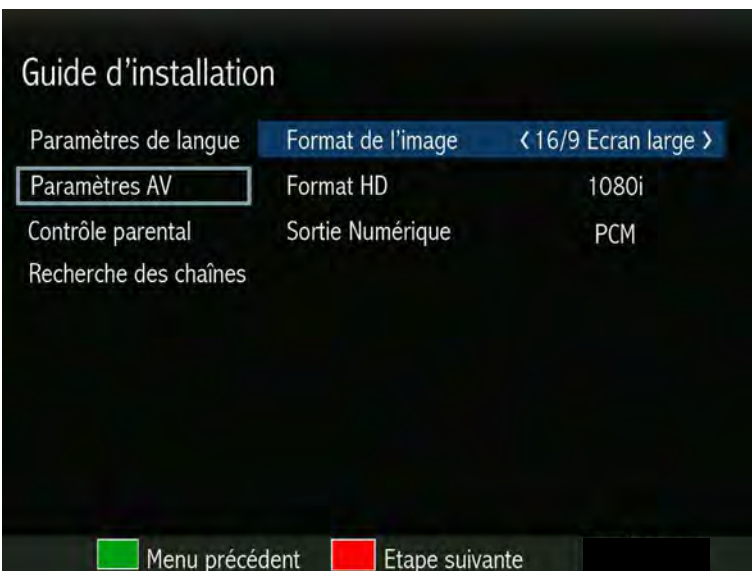 Guide d'installation
Paramètres de langue Format de l'image ‹ 16/9 Ecran large ›
Paramètres AV Format HD 1080i
Contrôle parental Sortie Numérique PCM
Recherche des chaînes
Menu précédent Etape suivante